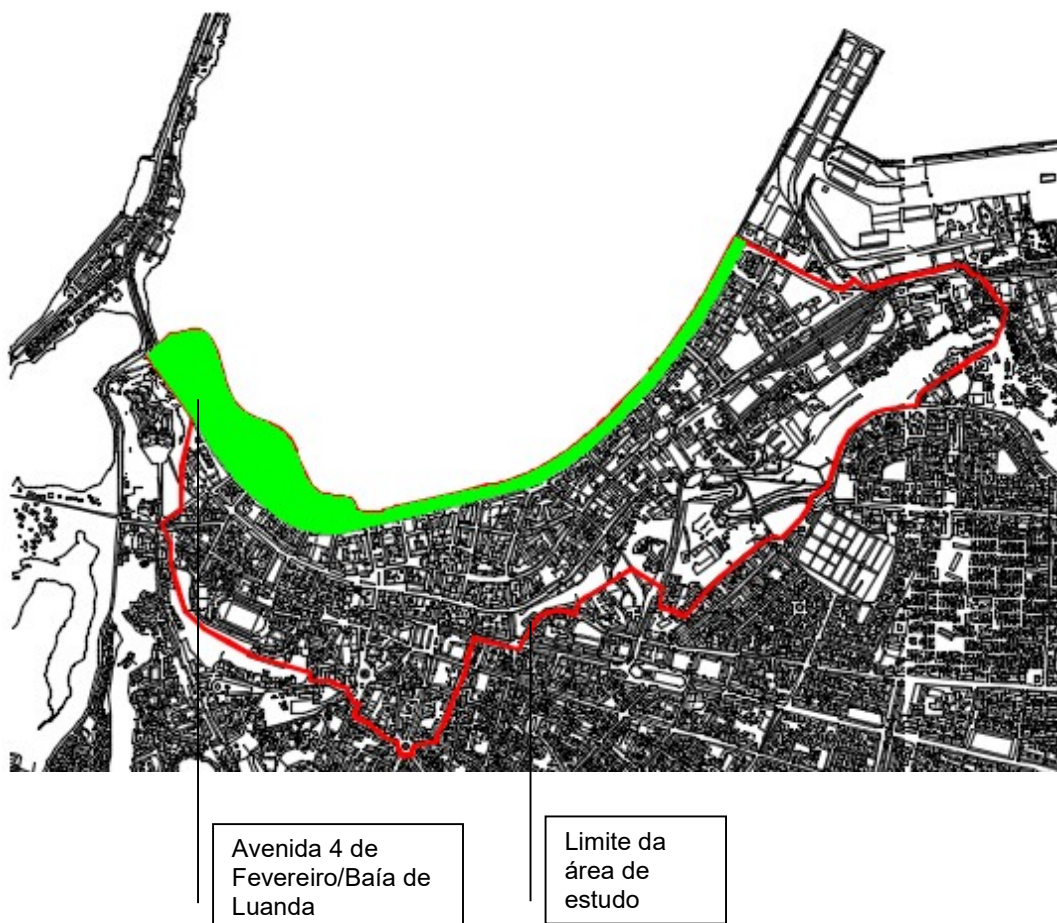 Avenida 4 de
Fevereiro/Baía de
Luanda
Limite da
área de
estudo